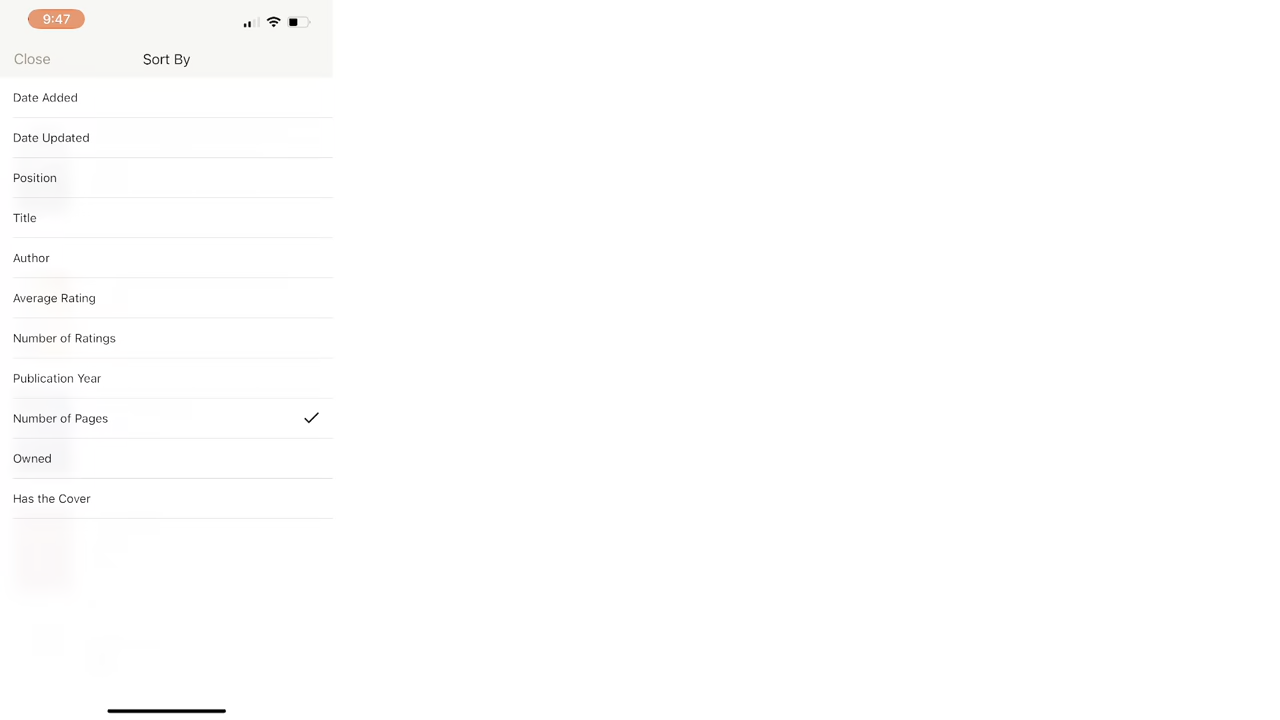 9:47
Close
Sort By
Date Added
Date Updated
Position
Title
Author
Average Rating
Number of Ratings
Publication Year
Number of Pages
Owned
Has the Cover